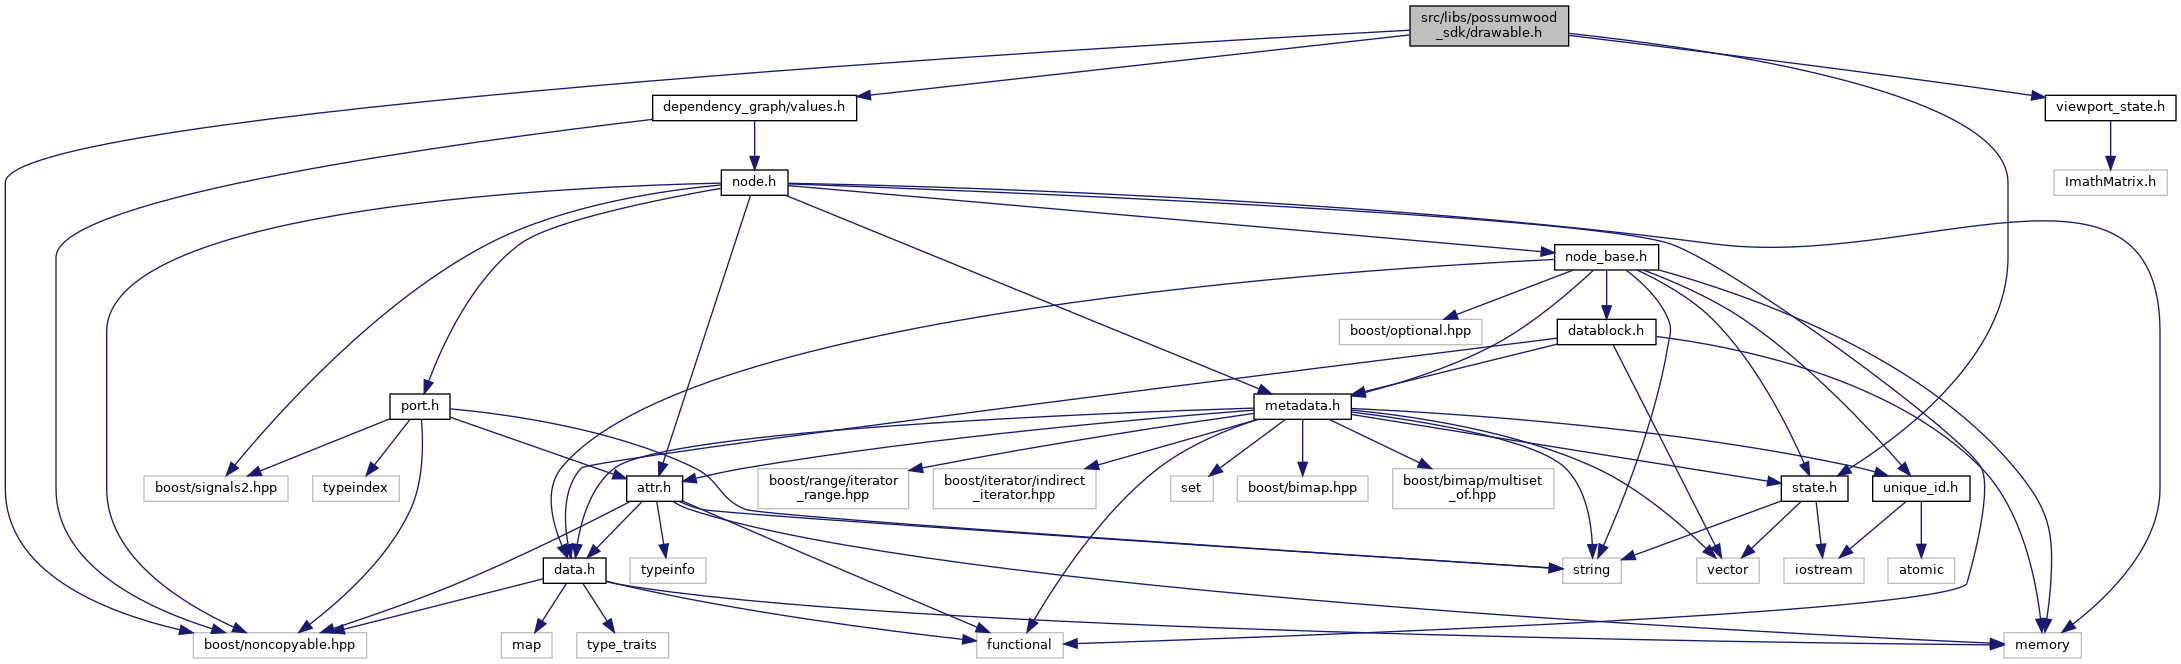 src/libs/possumwood
_sdk/drawable.h
dependency_graph/values.h
viewport_state.h
node.h
ImathMatrix.h
node_base.h
boost/optional.hpp
datablock.h
port.h
metadata.h
boost/signals2.hpp
typeindex
attr.h
boost/range/iterator
_range.hpp
boost/iterator/indirect
_iterator.hpp
set
boost/bimap.hpp
boost/bimap/multiset
_of.hpp
state.h
unique_id.h
data.h
typeinfo
string
vector
iostream
atomic
boost/noncopyable.hpp
map
type_traits
functional
memory